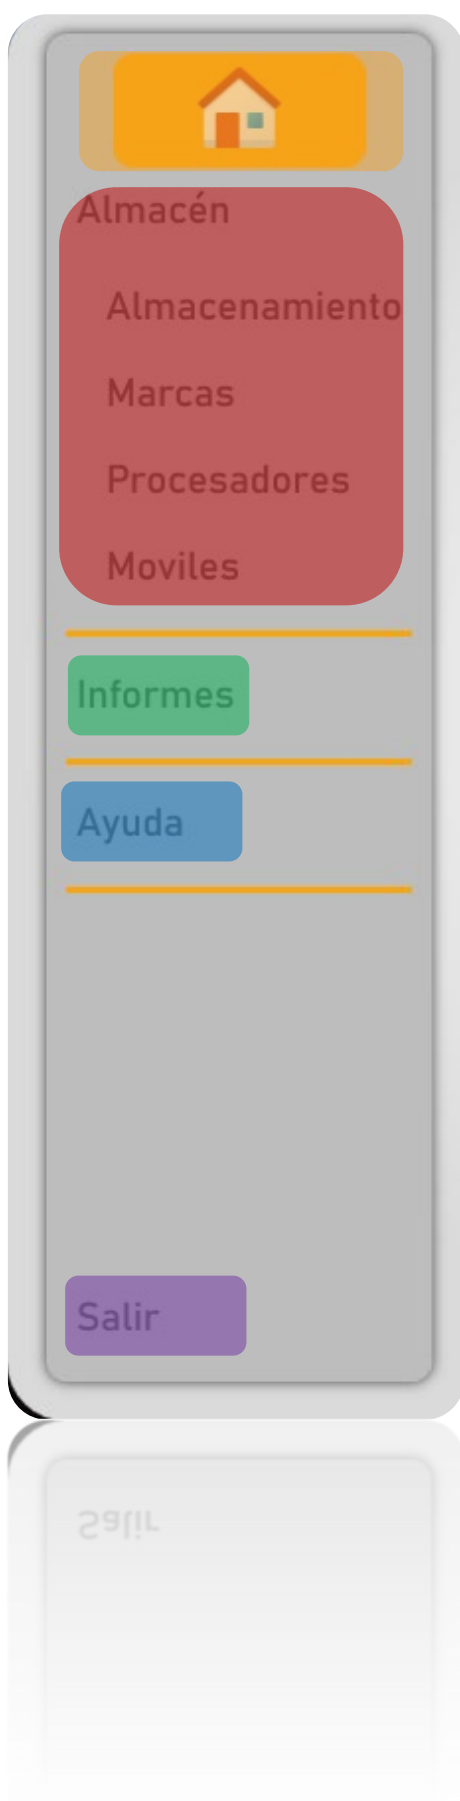 Almacén
Almacenamiento
Marcas
Procesadores
Moviles
Informes
Ayuda
Salir
Salir